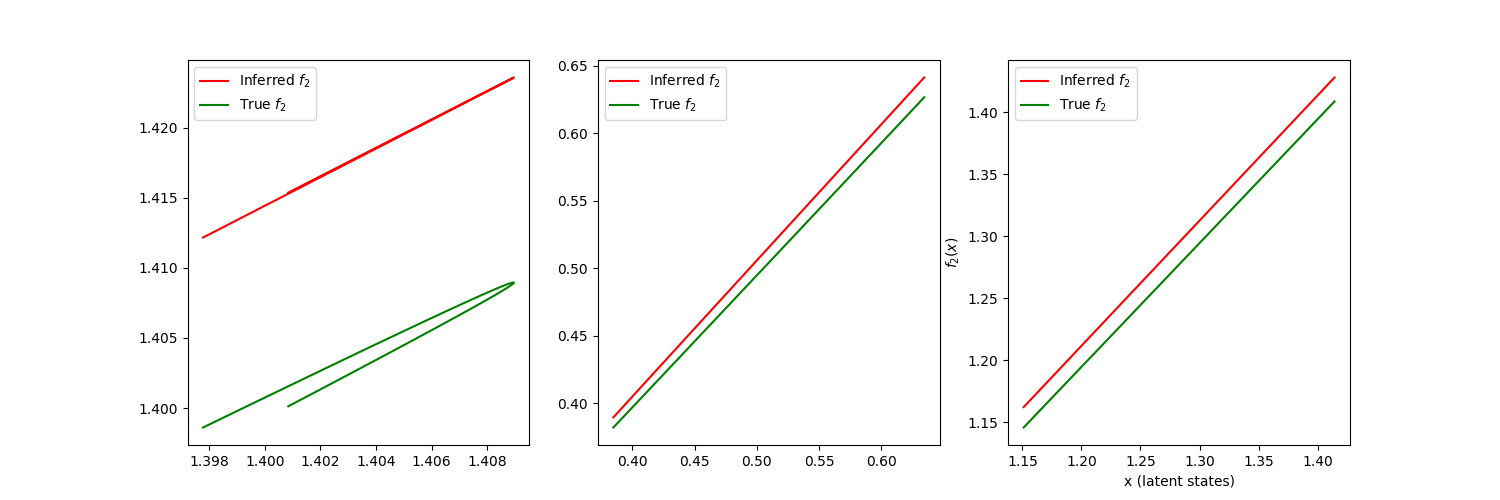 Inferred f₂
True f₂
1.420
1.415
1.410
1.405
1.400
1.398 1.400 1.402 1.404 1.406 1.408
Inferred f₂
True f₂
0.65
0.60
0.55
0.50
0.45
0.40
0.40 0.45 0.50 0.55 0.60
Inferred f₂
True f₂
f₂(x)
1.40
1.35
1.30
1.25
1.20
1.15
1.15 1.20 1.25 1.30 1.35 1.40
x (latent states)